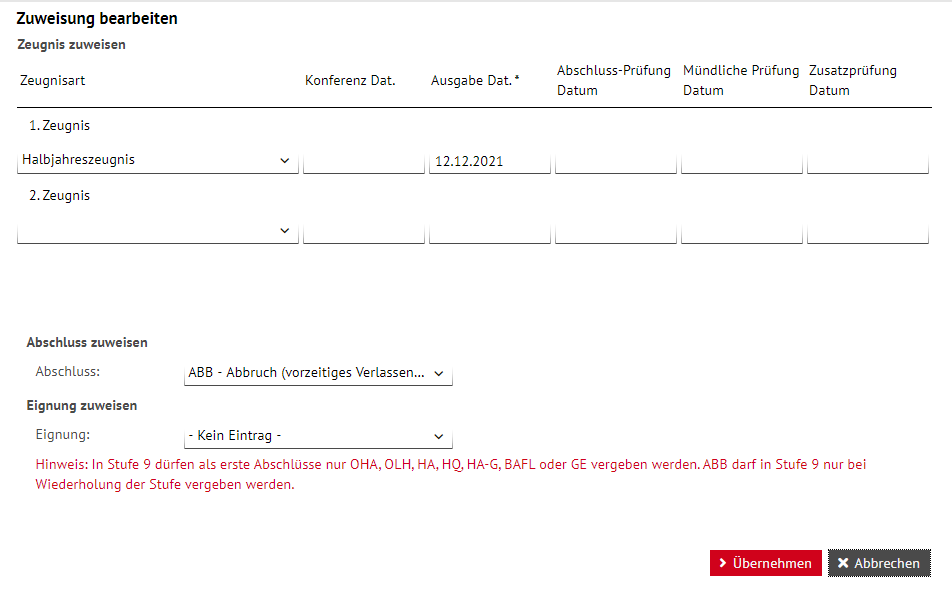 Zuweisung bearbeiten
Zeugnis zuweisen
Zeugnisart Konferenz Dat. Ausgabe Dat. * Abschluss-Prüfung Datum Mündliche Prüfung Datum Zusatzprüfung Datum
1. Zeugnis
Halbjahreszeugnis 12.12.2021
2. Zeugnis
Abschluss zuweisen
Abschluss: ABB - Abbruch (vorzeitiges Verlassen...
Eignung zuweisen
Eignung: - Kein Eintrag -
Hinweis: In Stufe 9 dürfen als erste Abschlüsse nur OHA, OLH, HA, HQ, HA-G, BAFL oder GE vergeben werden. ABB darf in Stufe 9 nur bei
Wiederholung der Stufe vergeben werden.
Übernehmen Abbrechen